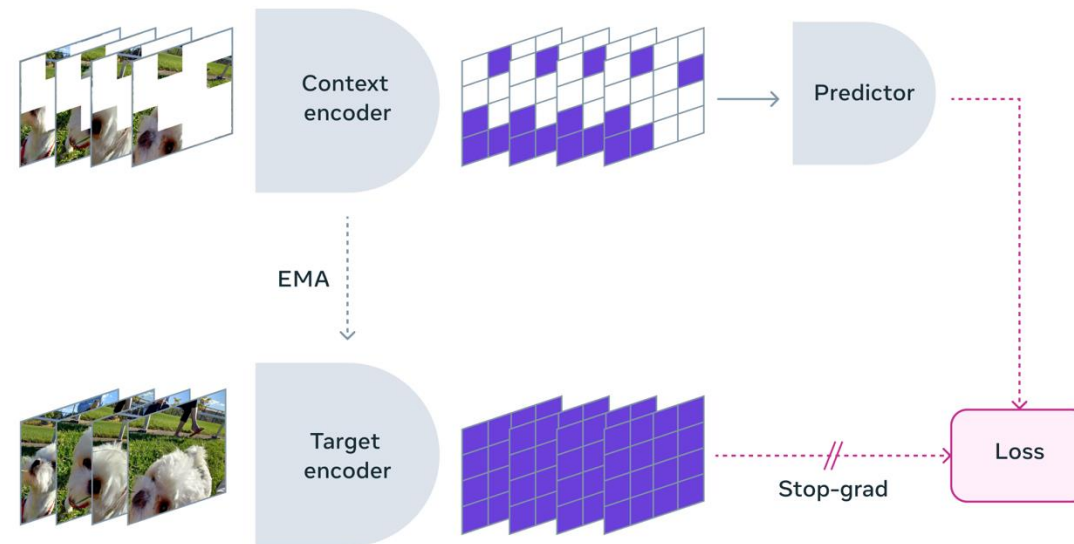 Context
encoder
Predictor
EMA
Target
encoder
Stop-grad
Loss